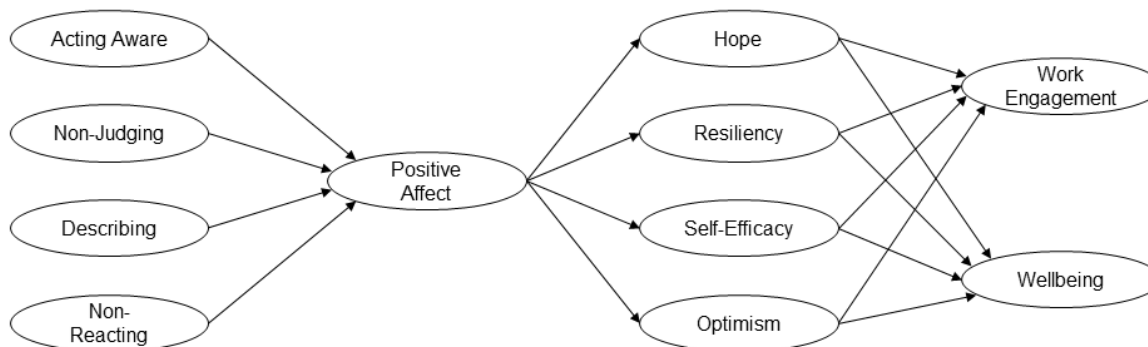 Acting Aware
Non-Judging
Describing
Non-
Reacting
Positive
Affect
Hope
Resiliency
Self-Efficacy
Optimism
Work
Engagement
Wellbeing